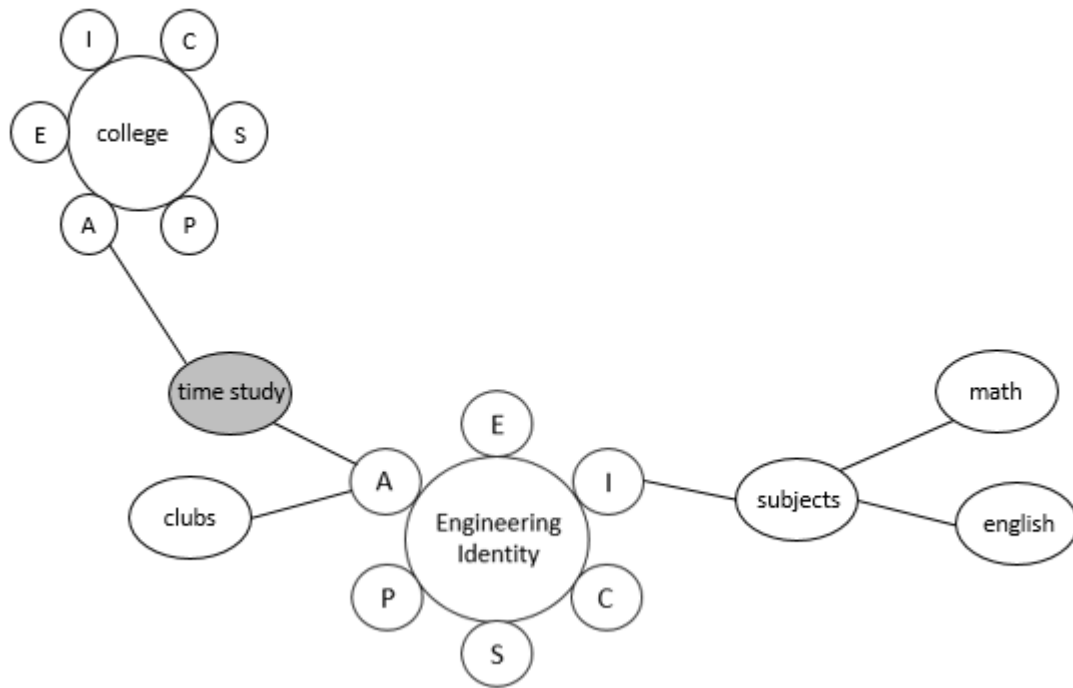 I
C
E
college
S
A
P
time study
math
E
A
I
subjects
clubs
english
Engineering
Identity
P
C
S